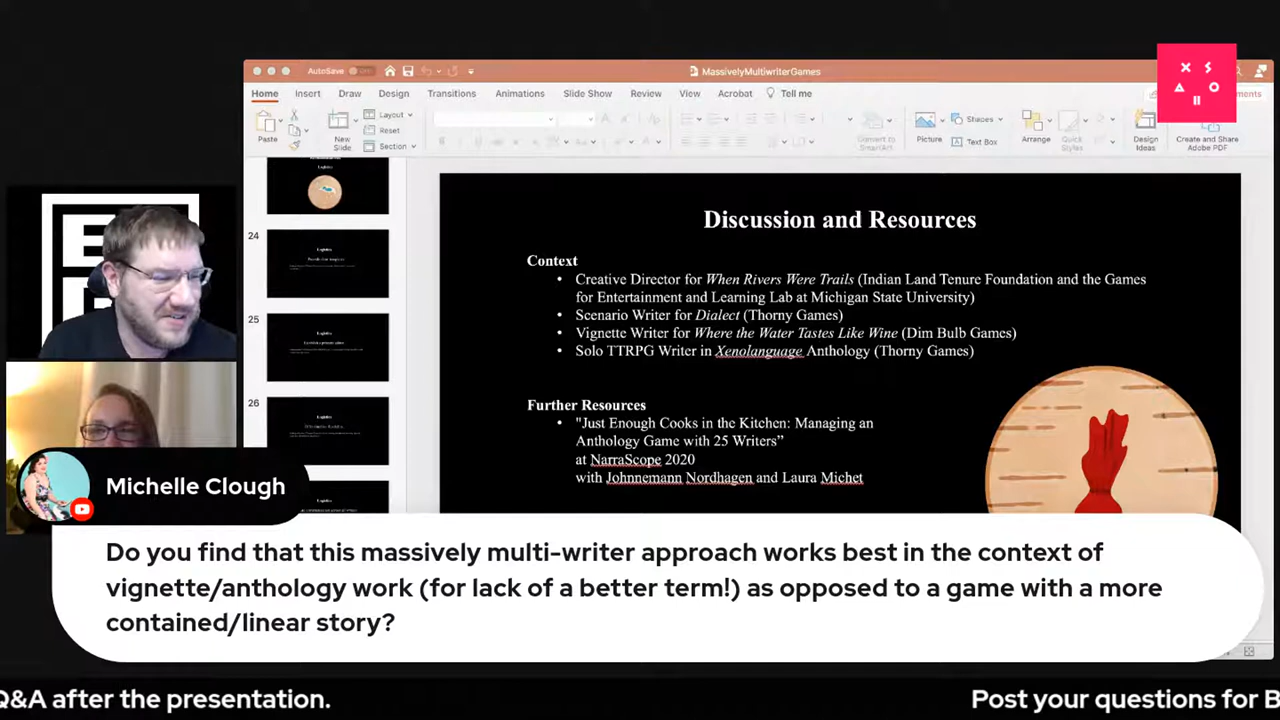 AutoSave
MassivelyMultiwriterGames
Home Insert Draw Design Transitions Animations Slide Show Review View Acrobat Tell me
Paste
New
Slide
Layout
Reset
Section
Convert to
SmartArt
Picture
Shapes
Text Box
Arrange
Quick
Styles
Design
Ideas
Create and Share
Adobe PDF
24
25
26
Discussion and Resources
Context
• Creative Director for When Rivers Were Trails (Indian Land Tenure Foundation and the Games
for Entertainment and Learning Lab at Michigan State University)
• Scenario Writer for Dialect (Thorny Games)
• Vignette Writer for Where the Water Tastes Like Wine (Dim Bulb Games)
• Solo TTRPG Writer in Xenolanguage Anthology (Thorny Games)
Further Resources
• "Just Enough Cooks in the Kitchen: Managing an
Anthology Game with 25 Writers”
at NarraScope 2020
with Johnnemann Nordhagen and Laura Michet
Michelle Clough
Do you find that this massively multi-writer approach works best in the context of
vignette/anthology work (for lack of a better term!) as opposed to a game with a more
contained/linear story?
Q&A after the presentation.
Post your questions for B